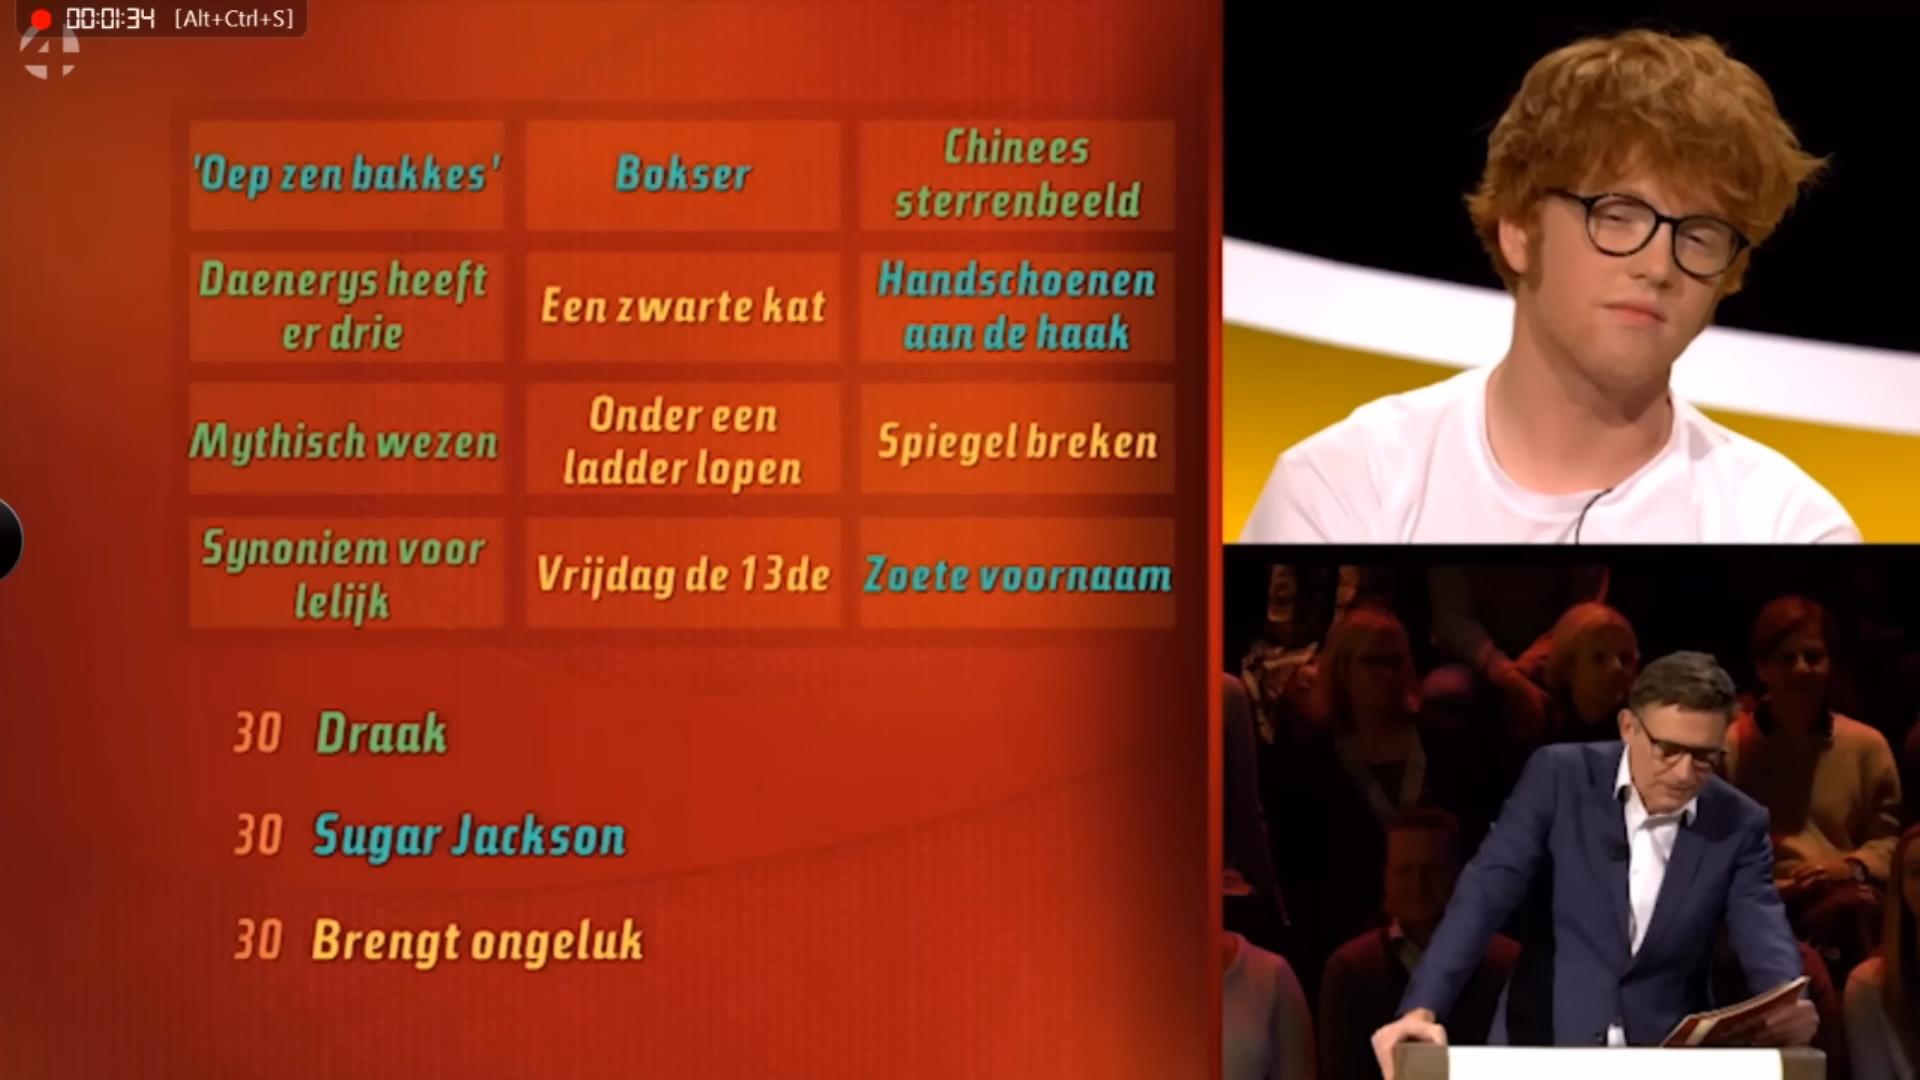 00:01:34 [Alt+Ctrl+S]
4
'Oep zen bakkes'
Bokser
Chinees
sterrenbeeld
Daenerys heeft
er drie
Een zwarte kat
Handschoenen
aan de haak
Mythisch wezen
Onder een
ladder lopen
Spiegel breken
Synoniem voor
lelijk
Vrijdag de 13de
Zoete voornaam
30 Draak
30 Sugar Jackson
30 Brengt ongeluk